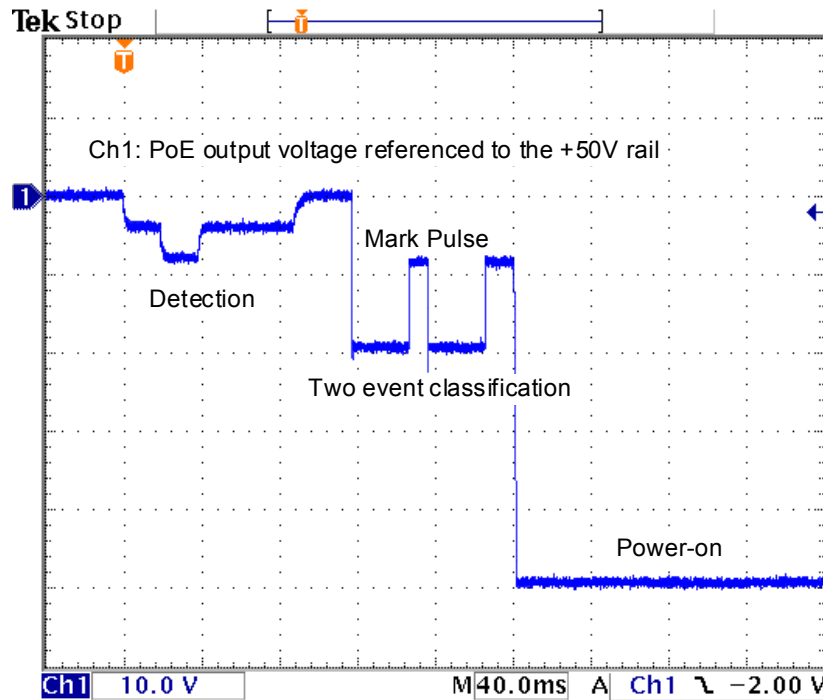 Tek Stop
T
T
Ch1: PoE output voltage referenced to the +50V rail
1
Mark Pulse
Detection
Two event classification
Power-on
Ch1 10.0 V M 40.0ms A Ch1 −2.00 V